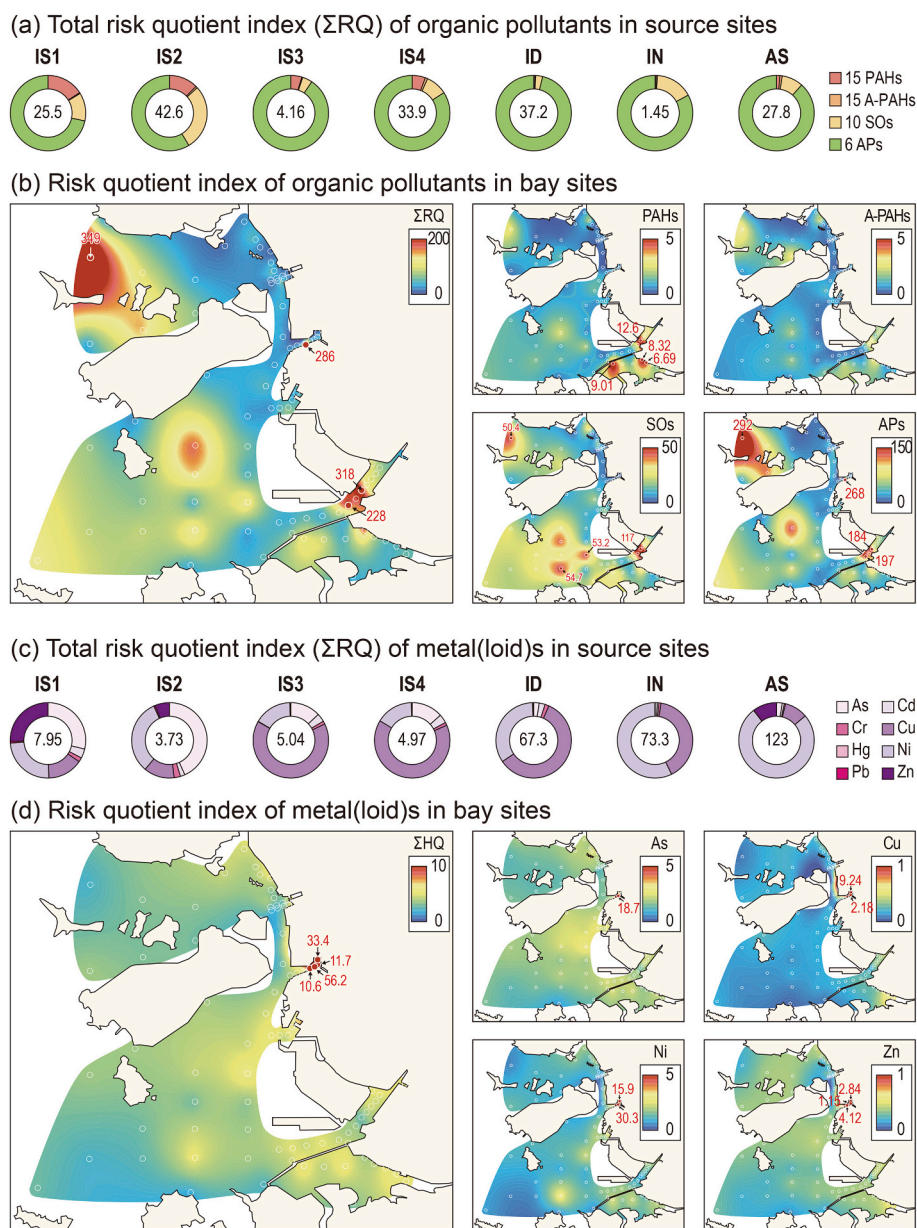 (a) Total risk quotient index (ΣRQ) of organic pollutants in source sites
IS1 IS2 IS3 IS4 ID IN AS
25.5 42.6 4.16 33.9 37.2 1.45 27.8
15 PAHs
15 A-PAHs
10 SOs
6 APs
(b) Risk quotient index of organic pollutants in bay sites
ΣRQ
200
0
349
286
318
228
PAHs
5
0
12.6
8.32
6.69
9.01
A-PAHs
5
0
SOs
50
0
50.4
53.2
117
54.7
APs
150
0
292
268
184
197
(c) Total risk quotient index (ΣRQ) of metal(loid)s in source sites
IS1 IS2 IS3 IS4 ID IN AS
7.95 3.73 5.04 4.97 67.3 73.3 123
As Cd
Cr Cu
Hg Ni
Pb Zn
(d) Risk quotient index of metal(loid)s in bay sites
ΣHQ
10
0
33.4
11.7
56.2
10.6
As
5
0
18.7
Cu
1
0
9.24
2.18
Ni
5
0
15.9
30.3
Zn
1
0
2.84
1.15
4.12